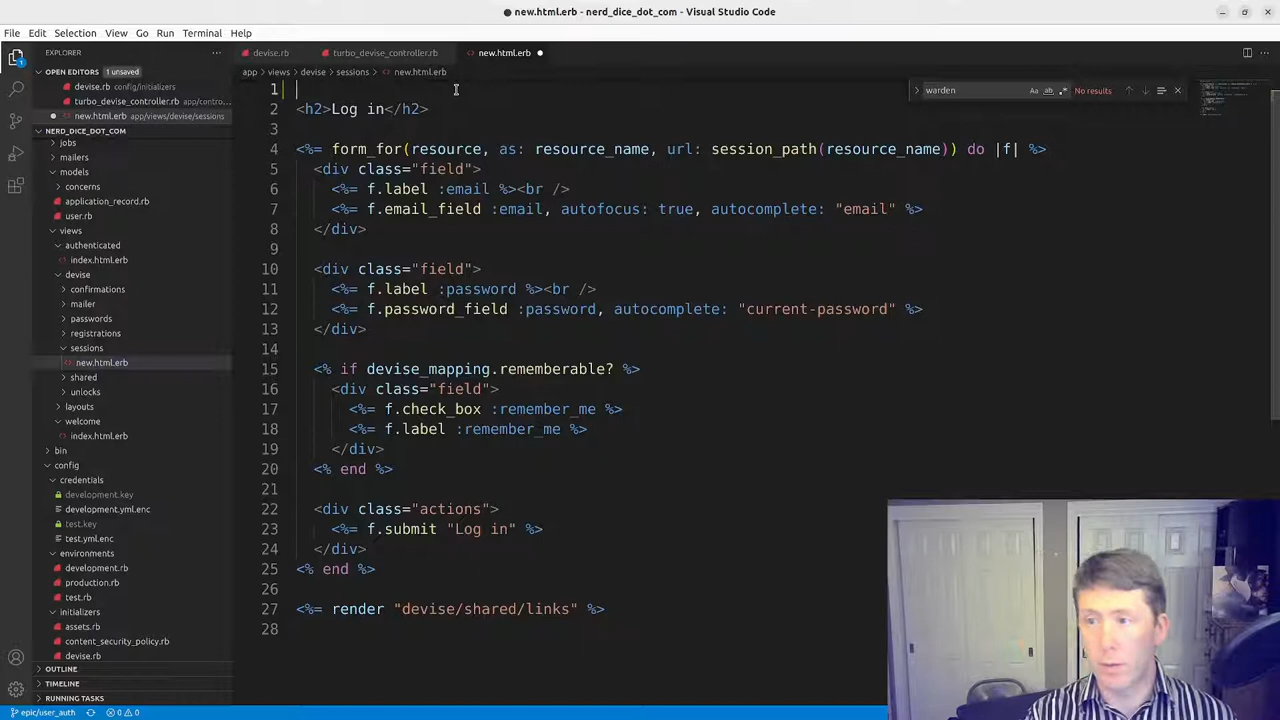 ● new.html.erb - nerd_dice_dot_com - Visual Studio Code
File Edit Selection View Go Run Terminal Help
EXPLORER
devise.rb turbo_devise_controller.rb new.html.erb
OPEN EDITORS 1 unsaved
devise.rb config/initializers
turbo_devise_controller.rb app/contro...
new.html.erb app/views/devise/sessions
NERD_DICE_DOT_COM
jobs
mailers
models
concerns
application_record.rb
user.rb
views
authenticated
index.html.erb
devise
confirmations
mailer
passwords
registrations
sessions
new.html.erb
shared
unlocks
layouts
welcome
index.html.erb
bin
config
credentials
development.key
development.yml.enc
test.key
test.yml.enc
environments
development.rb
production.rb
test.rb
initializers
assets.rb
content_security_policy.rb
devise.rb
OUTLINE
TIMELINE
RUNNING TASKS
app > views > devise > sessions > new.html.erb
warden Aa ab .* No results
1
2 <h2>Log in</h2>
3
4 <%= form_for(resource, as: resource_name, url: session_path(resource_name)) do |f| %>
5 <div class="field">
6 <%= f.label :email %><br />
7 <%= f.email_field :email, autofocus: true, autocomplete: "email" %>
8 </div>
9
10 <div class="field">
11 <%= f.label :password %><br />
12 <%= f.password_field :password, autocomplete: "current-password" %>
13 </div>
14
15 <% if devise_mapping.rememberable? %>
16 <div class="field">
17 <%= f.check_box :remember_me %>
18 <%= f.label :remember_me %>
19 </div>
20 <% end %>
21
22 <div class="actions">
23 <%= f.submit "Log in" %>
24 </div>
25 <% end %>
26
27 <%= render "devise/shared/links" %>
28
epic/user_auth 0 0